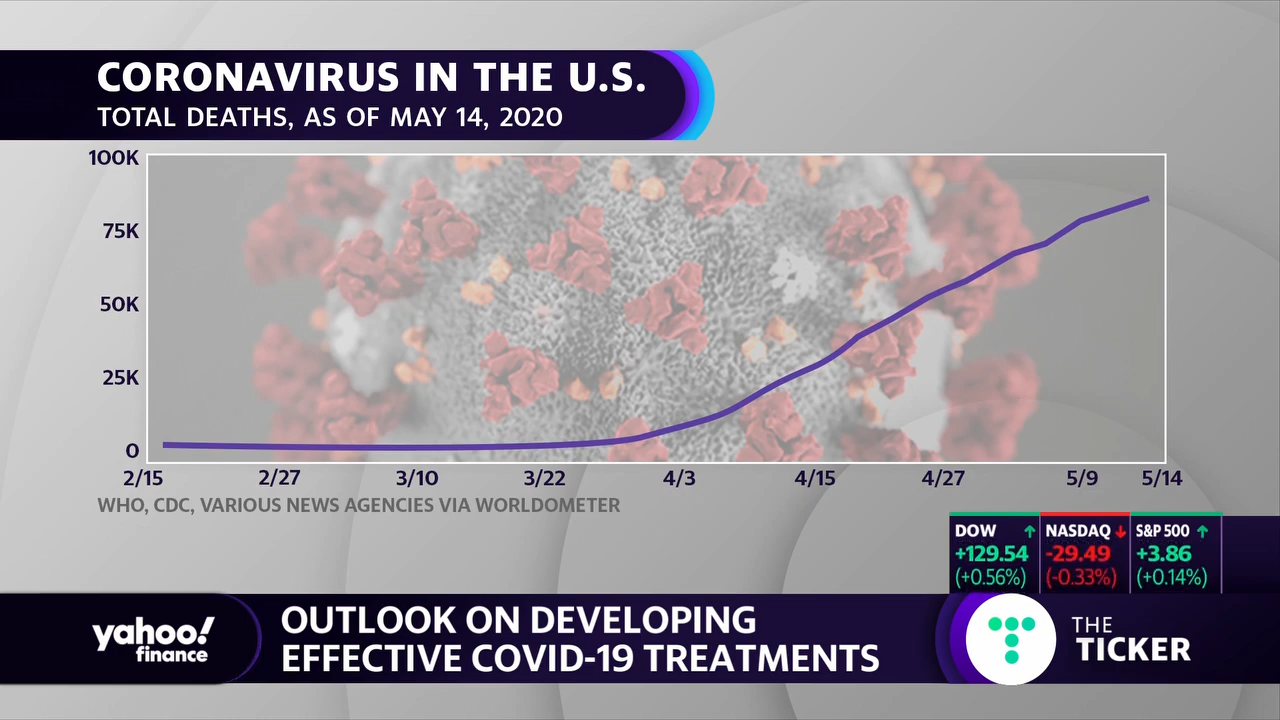 CORONAVIRUS IN THE U.S.
TOTAL DEATHS, AS OF MAY 14, 2020
100K
75K
50K
25K
0
2/15 2/27 3/10 3/22 4/3 4/15 4/27 5/9 5/14
WHO, CDC, VARIOUS NEWS AGENCIES VIA WORLDOMETER
DOW NASDAQ S&P 500
+129.54 -29.49 +3.86
(+0.56%) (-0.33%) (+0.14%)
yahoo!
finance
OUTLOOK ON DEVELOPING
EFFECTIVE COVID-19 TREATMENTS
THE
TICKER